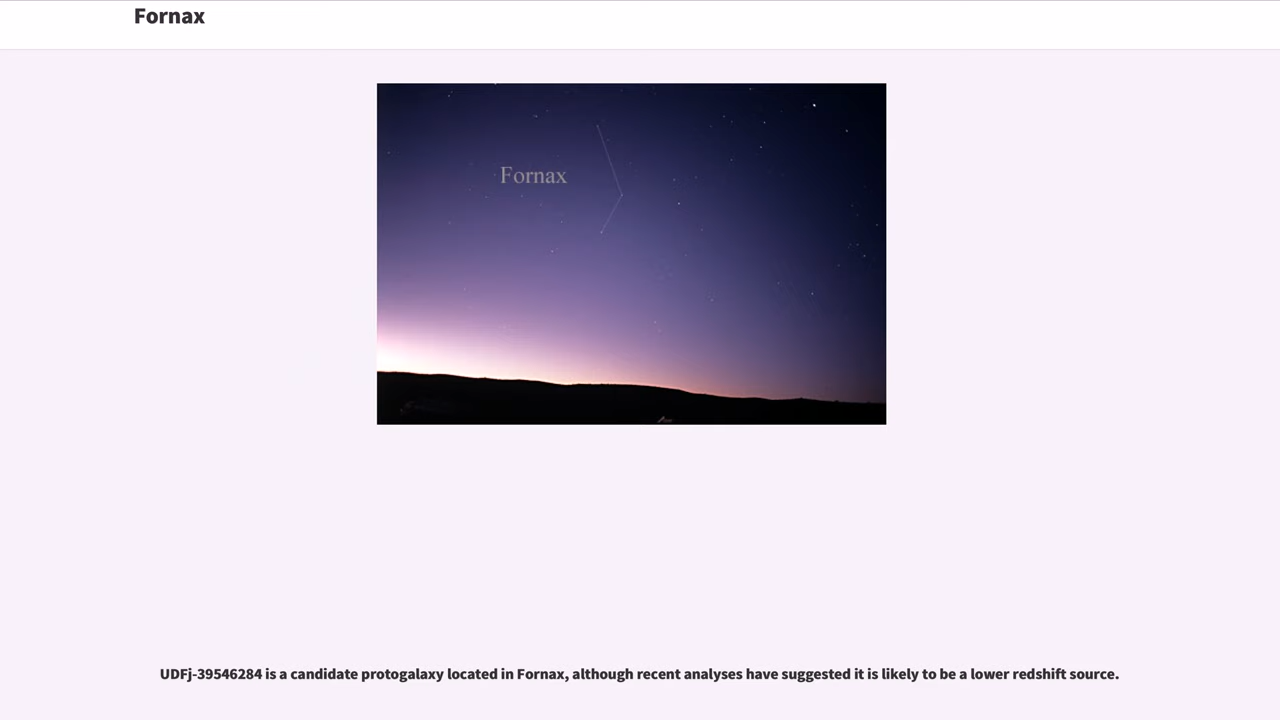 Fornax
Fornax
UDFj-39546284 is a candidate protogalaxy located in Fornax, although recent analyses have suggested it is likely to be a lower redshift source.